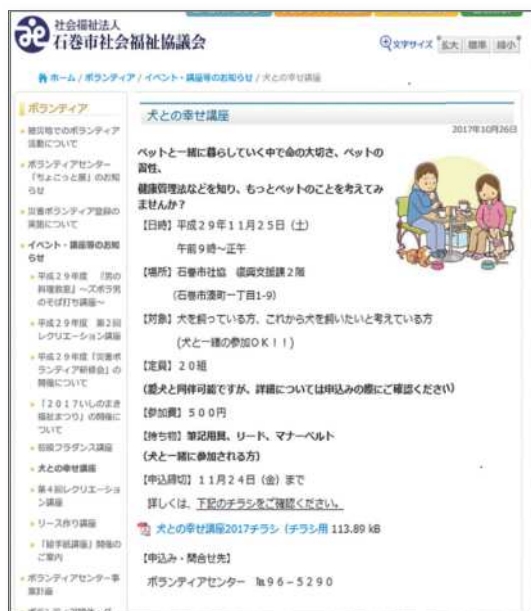 社会福祉法人
石巻市社会福祉協議会
文字サイズ 拡大 標準 縮小
ホーム / ボランティア / イベント・講座等のお知らせ / 犬との幸せ講座
ボランティア
被災地でのボランティア
活動について
ボランティアセンター
「ちょこっと展」のお知
らせ
災害ボランティア登録の
実施について
イベント・講座等のお知
らせ
平成29年度 「男の
料理教室」～ズボラ男
のそば打ち講座～
平成29年度 第2回
レクリエーション講座
平成29年度「災害ボ
ランティア研修会」の
開催について
「2017いしのまき
福祉まつり」の開催に
ついて
フラダンス講座
犬との幸せ講座
第4回レクリエーショ
ン講座
リース作り講座
「絵手紙講座」開催の
ご案内
ボランティアセンター事
業計画
犬との幸せ講座
2017年10月26日
ペットと一緒に暮らしていく中で命の大切さ、ペットの
習性、
健康管理法などを知り、もっとペットのことを考えてみ
ませんか？
【日時】平成29年11月25日（土）
午前9時～正午
【場所】石巻市社協 復興支援課2階
（石巻市湊町一丁目1-9）
【対象】犬を飼っている方、これから犬を飼いたいと考えている方
(犬と一緒の参加OK！！)
【定員】20組
（愛犬と同伴可能ですが、詳細については申込みの際にご確認ください）
【参加費】500円
【持ち物】筆記用具、リード、マナーベルト
（犬と一緒に参加される方）
【申込締切】11月24日（金）まで
詳しくは、下記のチラシをご確認ください。
犬との幸せ講座2017チラシ（チラシ用 113.89 kB
【申込み・問合せ先】
ボランティアセンター ℡96-5290